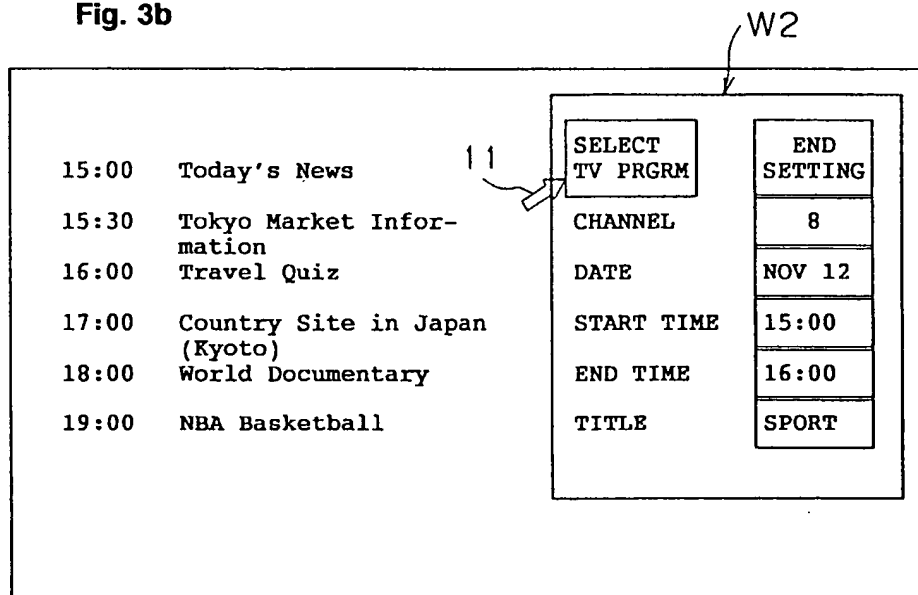 Fig. 3b
W2
15:00 Today's News
15:30 Tokyo Market Infor-
mation
16:00 Travel Quiz
17:00 Country Site in Japan
(Kyoto)
18:00 World Documentary
19:00 NBA Basketball
11
SELECT
TV PRGRM
END
SETTING
CHANNEL 8
DATE NOV 12
START TIME 15:00
END TIME 16:00
TITLE SPORT